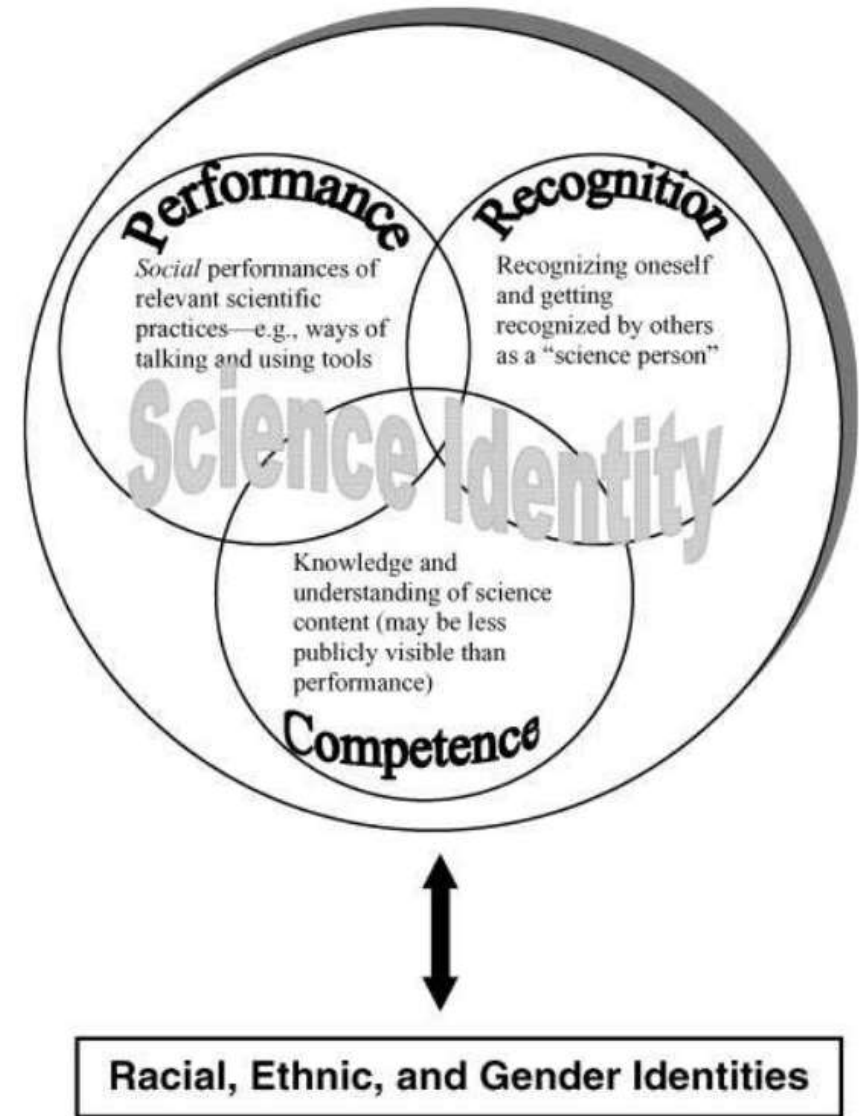 Performance
Social performances of
relevant scientific
practices—e.g., ways of
talking and using tools
Recognition
Recognizing oneself
and getting
recognized by others
as a “science person”
Science Identity
Knowledge and
understanding of science
content (may be less
publicly visible than
performance)
Competence
Racial, Ethnic, and Gender Identities